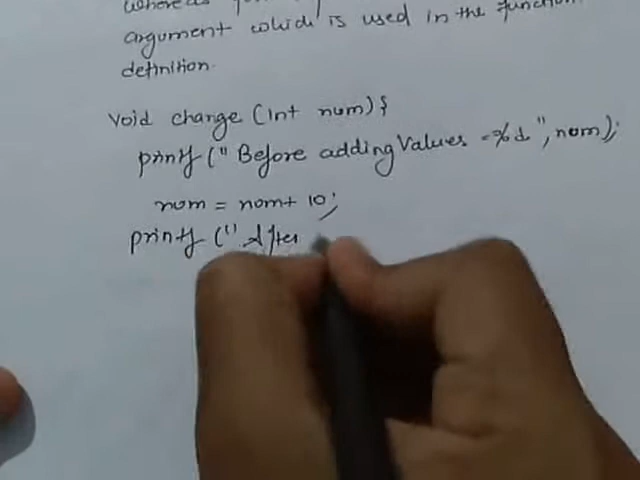 argument which is used in the function
definition.
void change (int num) {
printf (" Before adding Values =%d ", num);
num = num + 10;
printf (" After